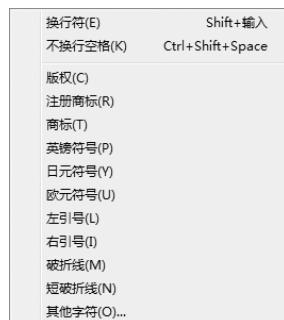 换行符(E) Shift+输入
不换行空格(K) Ctrl+Shift+Space
版权(C)
注册商标(R)
商标(T)
英镑符号(P)
日元符号(Y)
欧元符号(U)
左引号(L)
右引号(I)
破折线(M)
短破折线(N)
其他字符(O)...